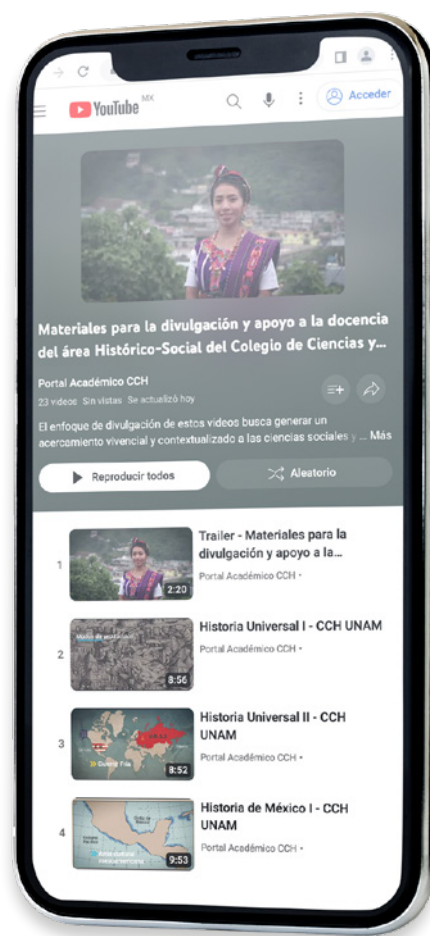 YouTube MX
Acceder
Materiales para la divulgación y apoyo a la docencia
del área Histórico-Social del Colegio de Ciencias y...
Portal Académico CCH
23 videos Sin vistas Se actualizó hoy
El enfoque de divulgación de estos videos busca generar un
acercamiento vivencial y contextualizado a las ciencias sociales y ... Más
Reproducir todos
Aleatorio
1
2:20
Trailer - Materiales para la
divulgación y apoyo a la...
Portal Académico CCH •
2
8:56
Historia Universal I - CCH UNAM
Portal Académico CCH •
3
Guerra Fría
8:52
Historia Universal II - CCH
UNAM
Portal Académico CCH •
4
9:53
Historia de México I - CCH
UNAM
Portal Académico CCH •